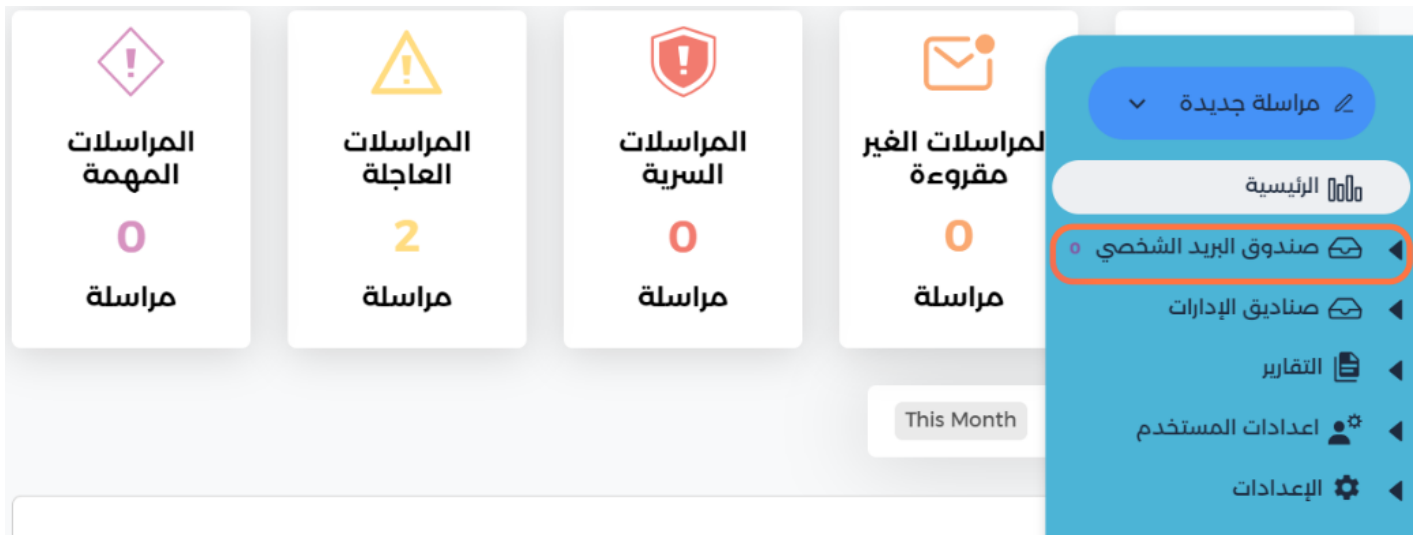 مراسلة جديدة
الرئيسية
صندوق البريد الشخصي 0
صناديق الإدارات
التقارير
اعدادات المستخدم
الإعدادات
لمراسلات الغير
مقروءة
0
مراسلة
المراسلات
السرية
0
مراسلة
المراسلات
العاجلة
2
مراسلة
المراسلات
المهمة
0
مراسلة
This Month